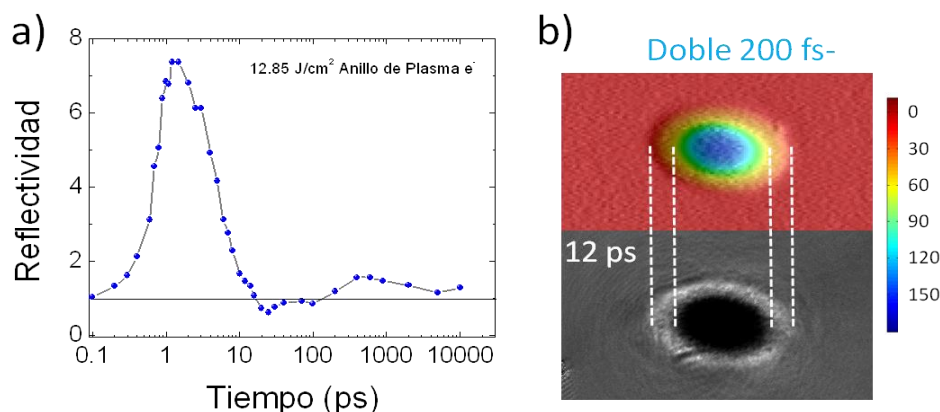 a)
12.85 J/cm² Anillo de Plasma e⁻
Reflectividad
8
6
4
2
0
0.1 1 10 100 1000 10000
Tiempo (ps)
b)
Doble 200 fs-
12 ps
0
30
60
90
120
150